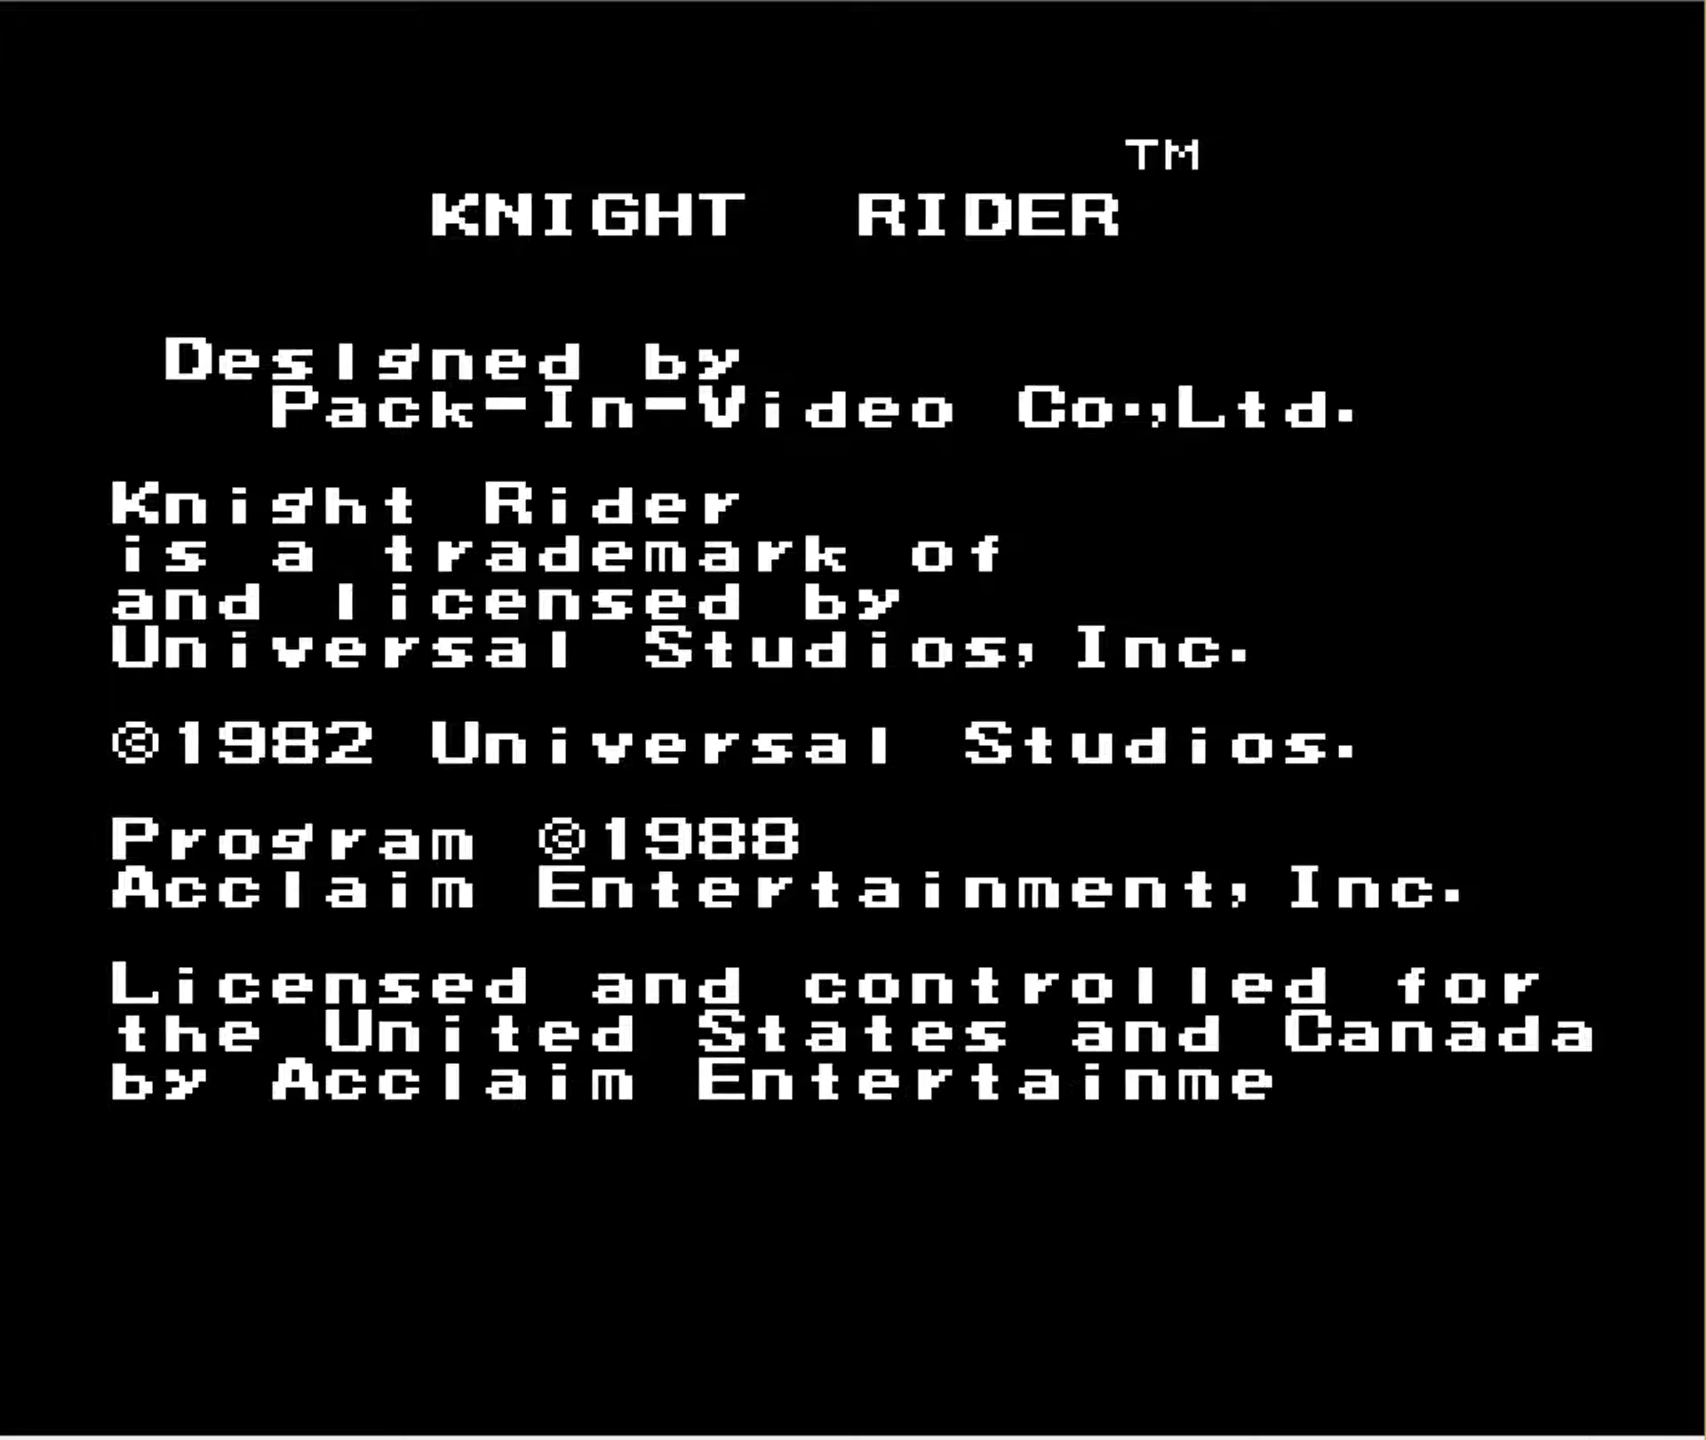 TM
KNIGHT RIDER
Designed by
Pack-In-Video Co.,Ltd.
Knight Rider
is a trademark of
and licensed by
Universal Studios, Inc.
©1982 Universal Studios.
Program ©1988
Acclaim Entertainment, Inc.
Licensed and controlled for
the United States and Canada
by Acclaim Entertainme